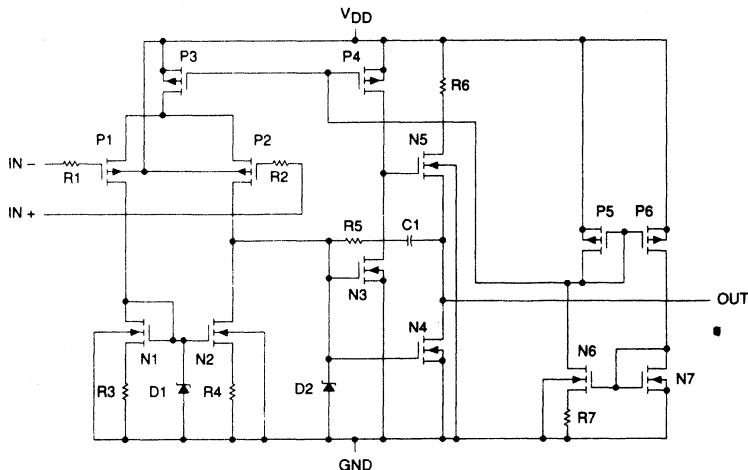 VDD
P3
P4
R6
P1
P2
N5
IN –
R1
R2
IN +
R5
C1
P5
P6
N3
OUT
N1
N2
N4
N6
N7
R3
D1
R4
D2
R7
GND